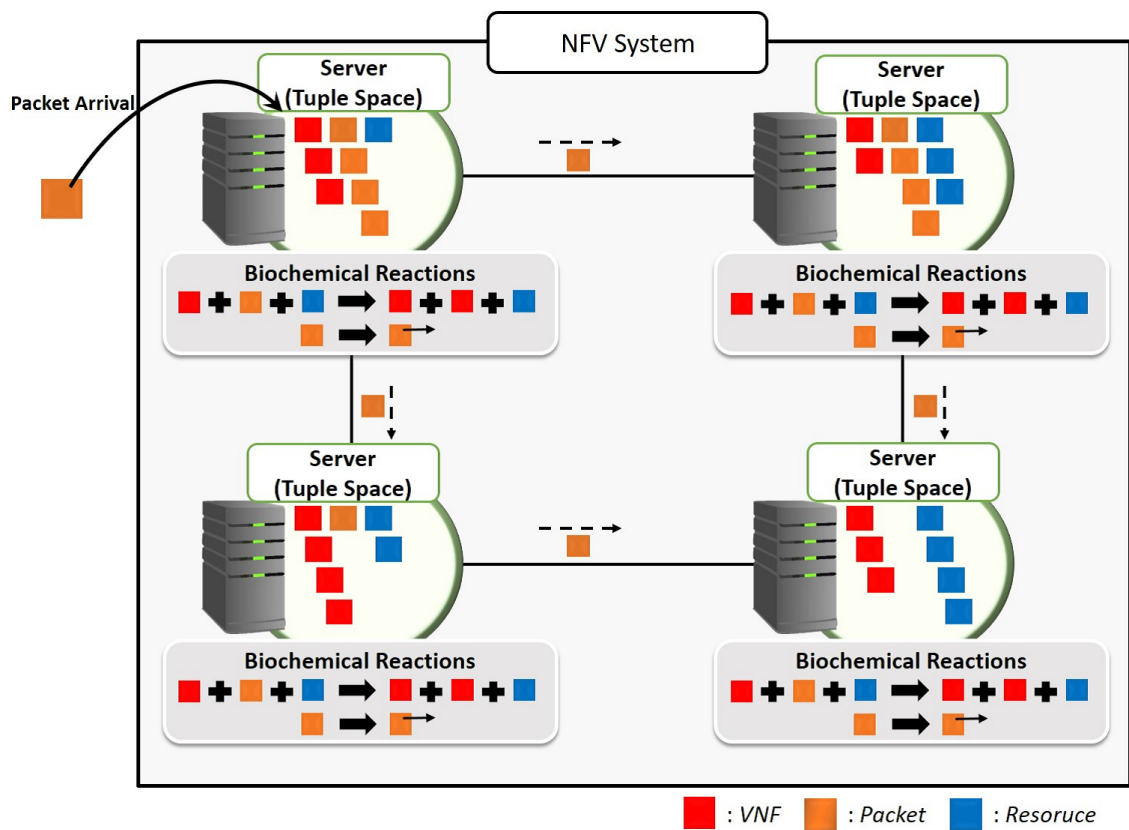 NFV System
Packet Arrival
Server
(Tuple Space)
Server
(Tuple Space)
Biochemical Reactions
Biochemical Reactions
Server
(Tuple Space)
Server
(Tuple Space)
Biochemical Reactions
Biochemical Reactions
: VNF
: Packet
: Resoruce